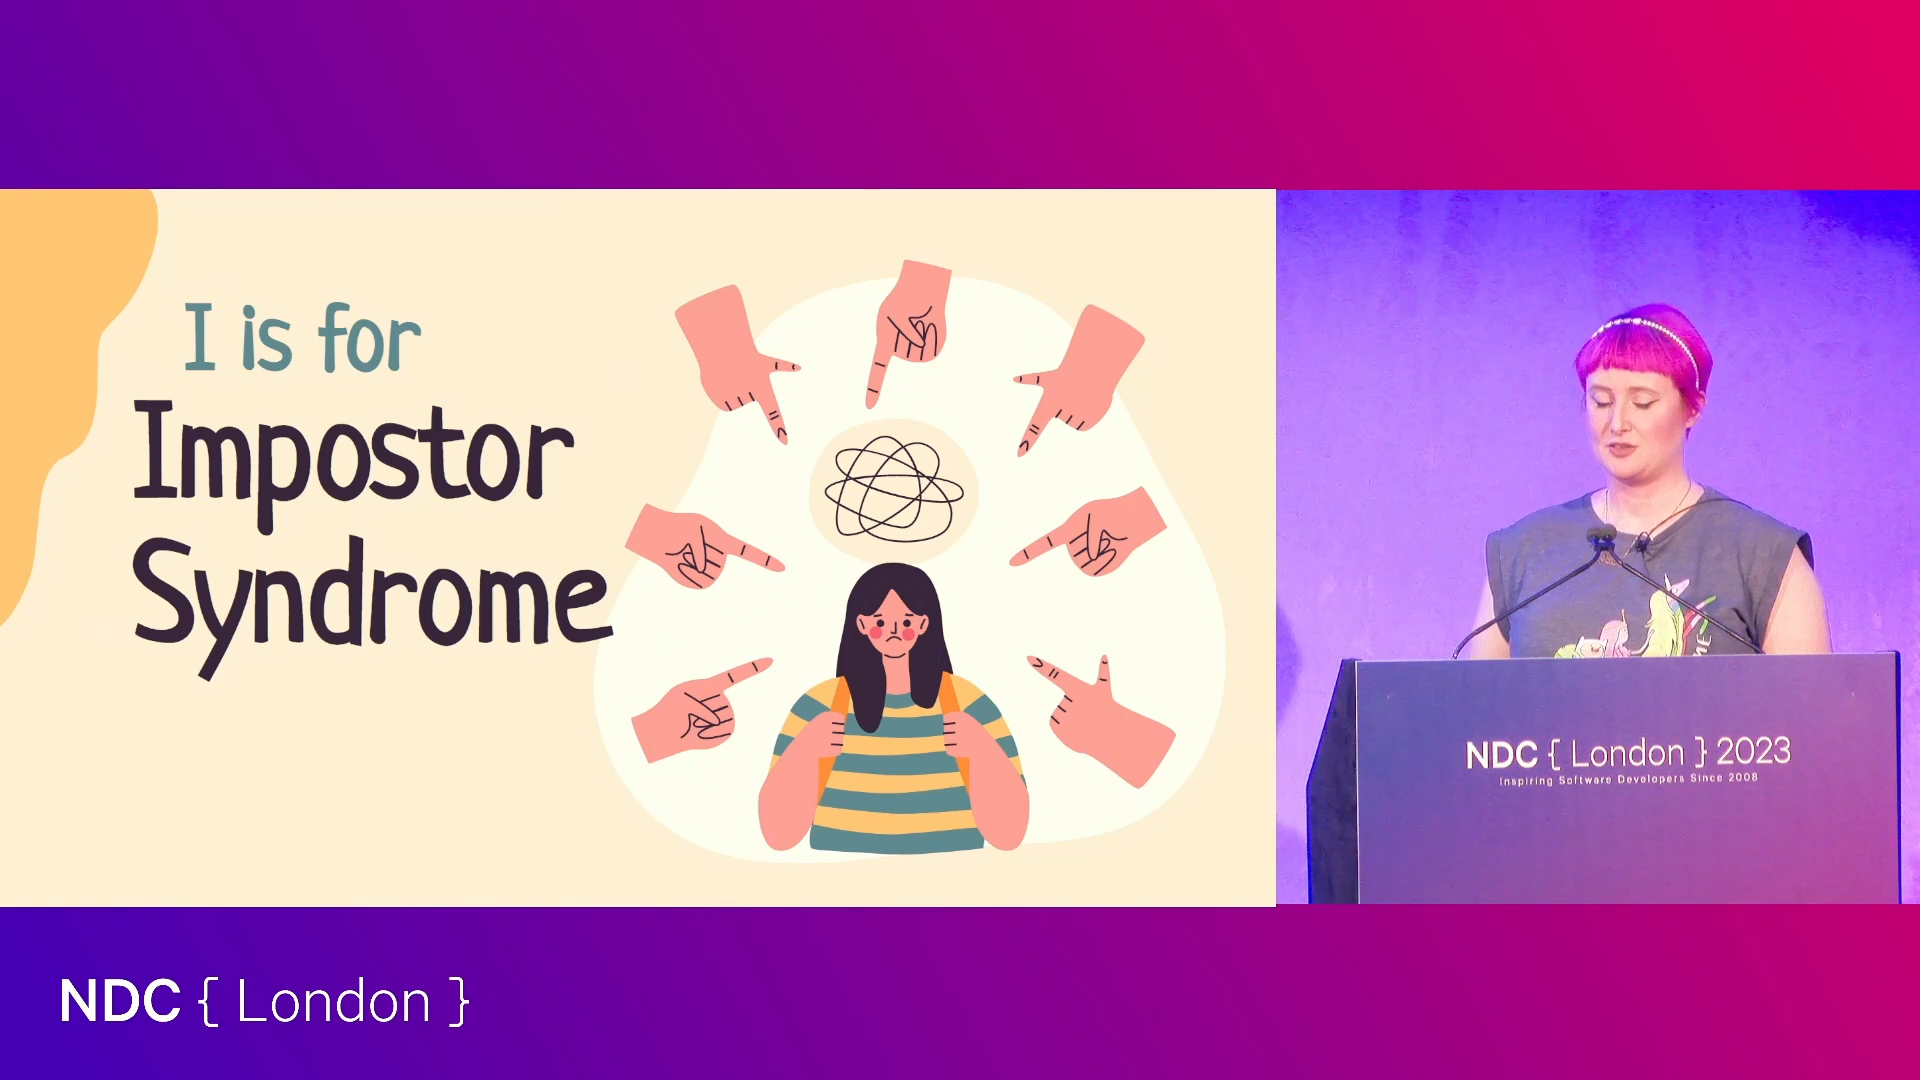 I is for
Impostor
Syndrome
NDC { London } 2023
Inspiring Software Developers Since 2008
NDC { London }